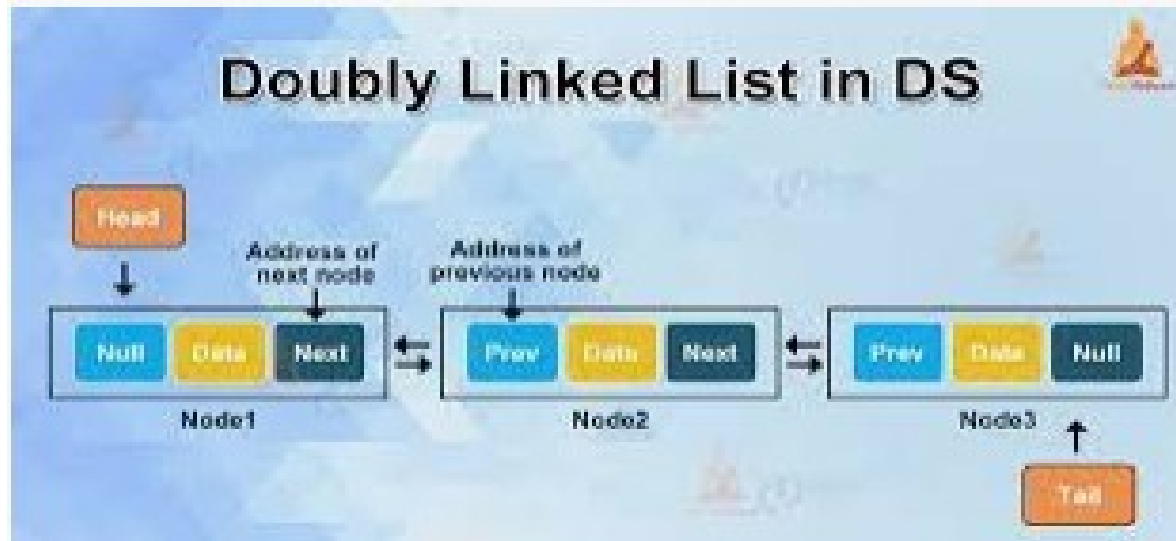 Doubly Linked List in DS
Head
Address of
next node
Address of
previous node
Null Data Next
Prev Data Next
Prev Data Null
Node1
Node2
Node3
Tail